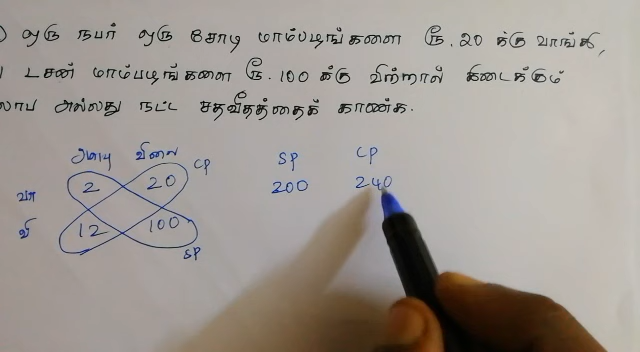 ஒரு நபர் ஒரு சோடி மாம்பழங்களை ரூ. 20 க்கு வாங்கி,
டசன் மாம்பழங்களை ரூ. 100 க்கு விற்றால் கிடைக்கும்
லாப அல்லது நட்ட சதவீதத்தைக் காண்க.
அளவு விலை CP SP CP
வா 2 20 200 240
வி 12 100 SP